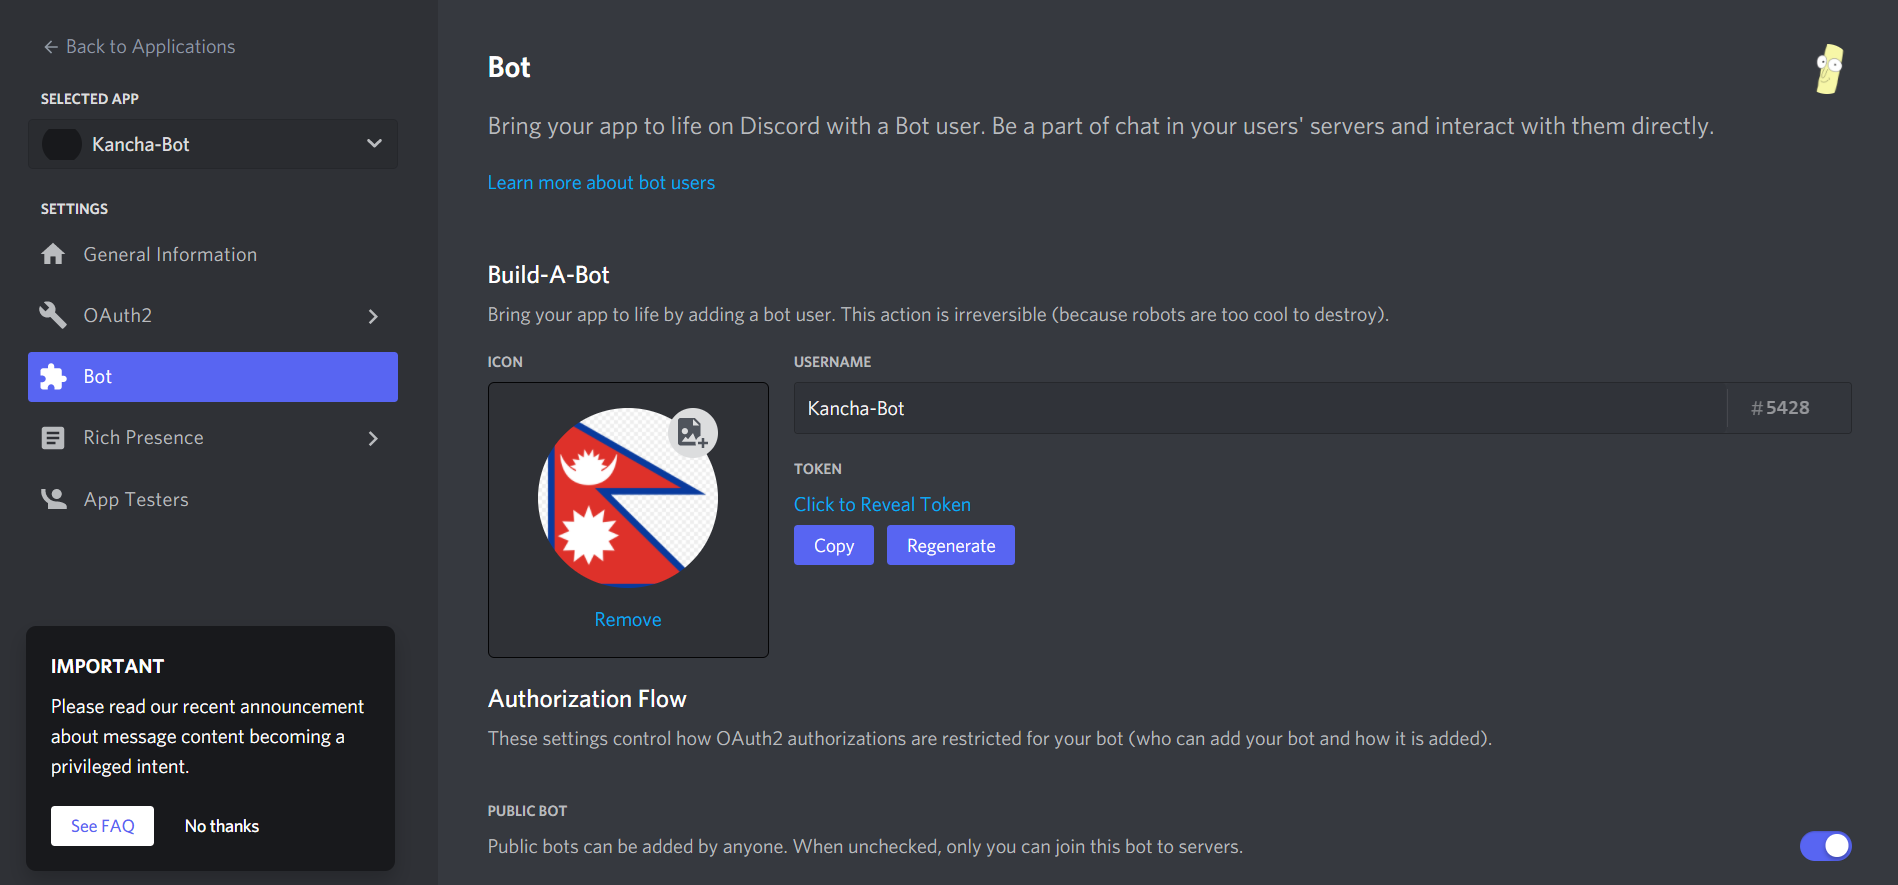 Back to Applications
SELECTED APP
Kancha-Bot
SETTINGS
General Information
OAuth2
Bot
Rich Presence
App Testers
IMPORTANT
Please read our recent announcement
about message content becoming a
privileged intent.
See FAQ
No thanks
Bot
Bring your app to life on Discord with a Bot user. Be a part of chat in your users' servers and interact with them directly.
Learn more about bot users
Build-A-Bot
Bring your app to life by adding a bot user. This action is irreversible (because robots are too cool to destroy).
ICON
Remove
USERNAME
Kancha-Bot
#5428
TOKEN
Click to Reveal Token
Copy
Regenerate
Authorization Flow
These settings control how OAuth2 authorizations are restricted for your bot (who can add your bot and how it is added).
PUBLIC BOT
Public bots can be added by anyone. When unchecked, only you can join this bot to servers.